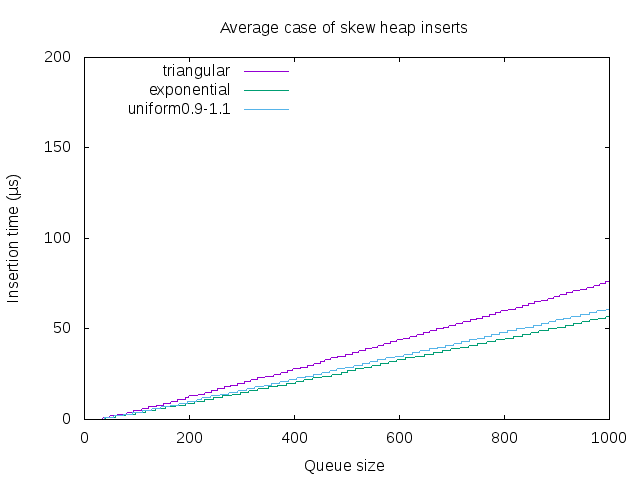 Average case of skew heap inserts
200
150
100
50
0
Insertion time (µs)
triangular
exponential
uniform0.9-1.1
0 200 400 600 800 1000
Queue size